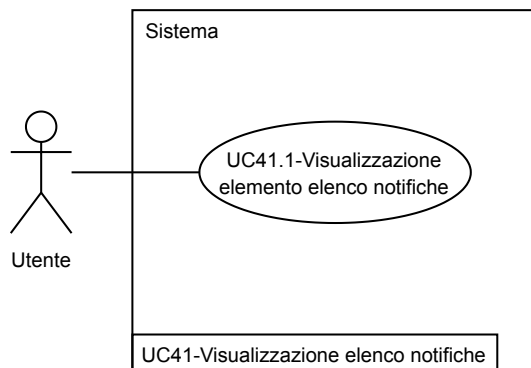 Sistema
UC41.1-Visualizzazione
elemento elenco notifiche
Utente
UC41-Visualizzazione elenco notifiche